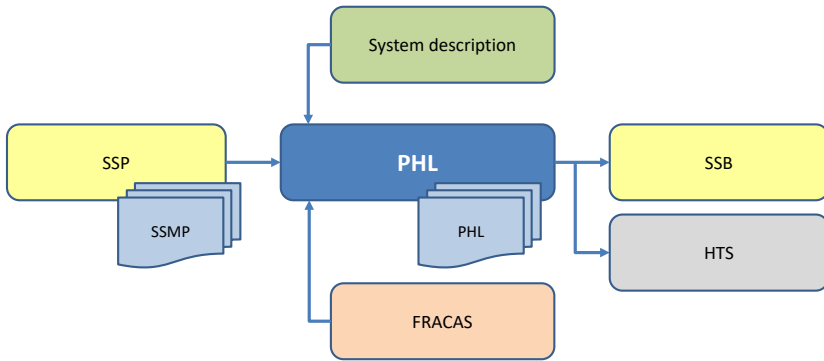 System description
SSP
PHL
SSB
SSMP
PHL
HTS
FRACAS